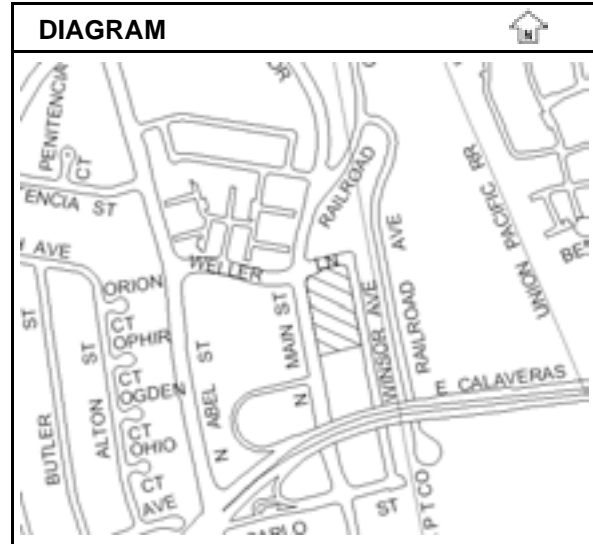 DIAGRAM
N
PENITENCIA
CT
ENCIA ST
RAILROAD
UNION PACIFIC RR
AVE
WELLER
LN
ORION
CT
OPHIR
CT
OGDEN
CT
OHIO
CT
AVE
ST
BUTLER
ST
ALTON
ST
ABEL
N
MAIN ST
N
WINSOR AVE
AVE
RAILROAD
E CALAVERAS
ST